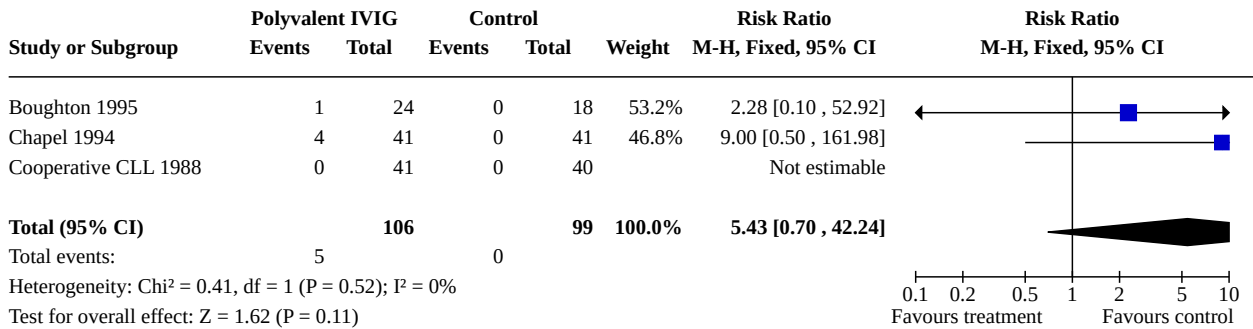 Polyvalent IVIG Control Risk Ratio Risk Ratio
Study or Subgroup Events Total Events Total Weight M-H, Fixed, 95% CI M-H, Fixed, 95% CI
Boughton 1995 1 24 0 18 53.2% 2.28 [0.10 , 52.92]
Chapel 1994 4 41 0 41 46.8% 9.00 [0.50 , 161.98]
Cooperative CLL 1988 0 41 0 40 Not estimable
Total (95% CI) 106 99 100.0% 5.43 [0.70 , 42.24]
Total events: 5 0
Heterogeneity: Chi² = 0.41, df = 1 (P = 0.52); I² = 0%
0.1 0.2 0.5 1 2 5 10
Test for overall effect: Z = 1.62 (P = 0.11) Favours treatment Favours control